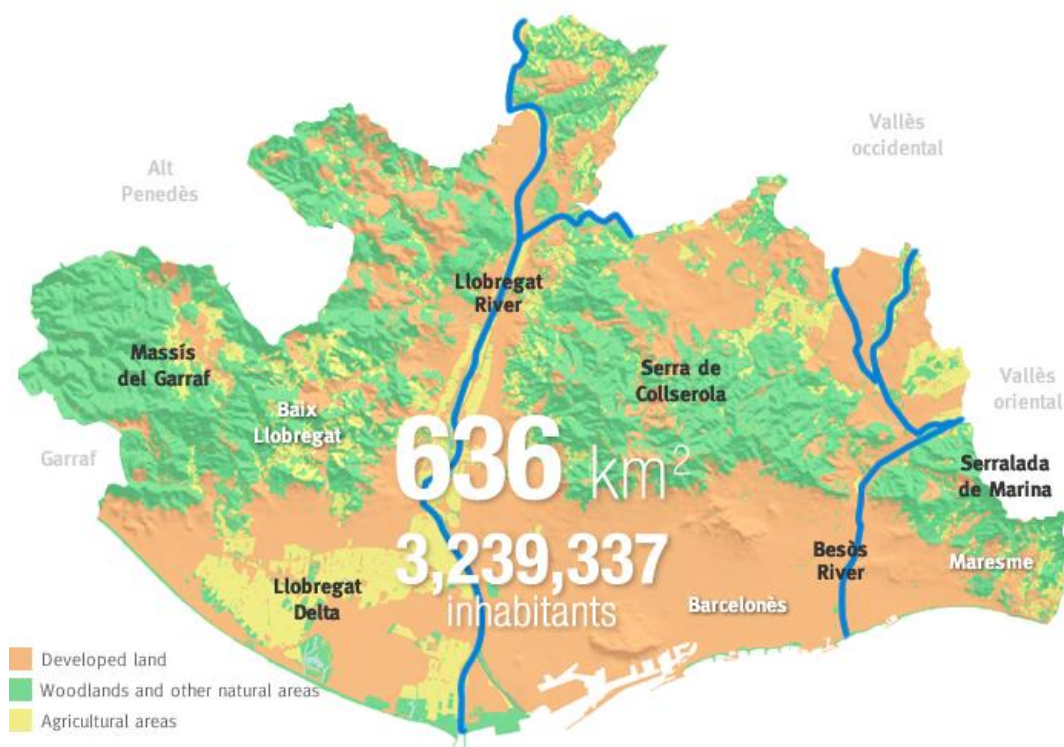 Vallès
occidental
Alt
Penedès
Llobregat
River
Massís
del Garraf
Serra de
Collserola
Vallès
oriental
Baix
Llobregat
Garraf
636 km²
Serralada
de Marina
3,239,337
inhabitants
Besòs
River
Maresme
Llobregat
Delta
Barcelonès
Developed land
Woodlands and other natural areas
Agricultural areas